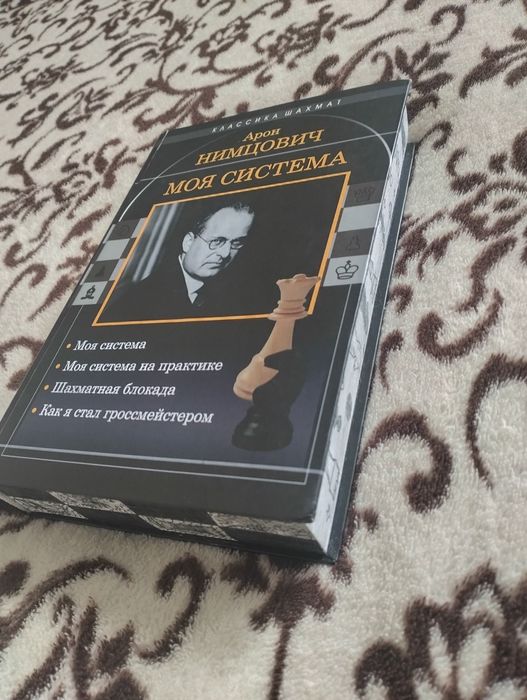 КЛАССИКА ШАХМАТ
Арон
НИМЦОВИЧ
МОЯ СИСТЕМА
• Моя система
• Моя система на практике
• Шахматная блокада
• Как я стал гроссмейстером